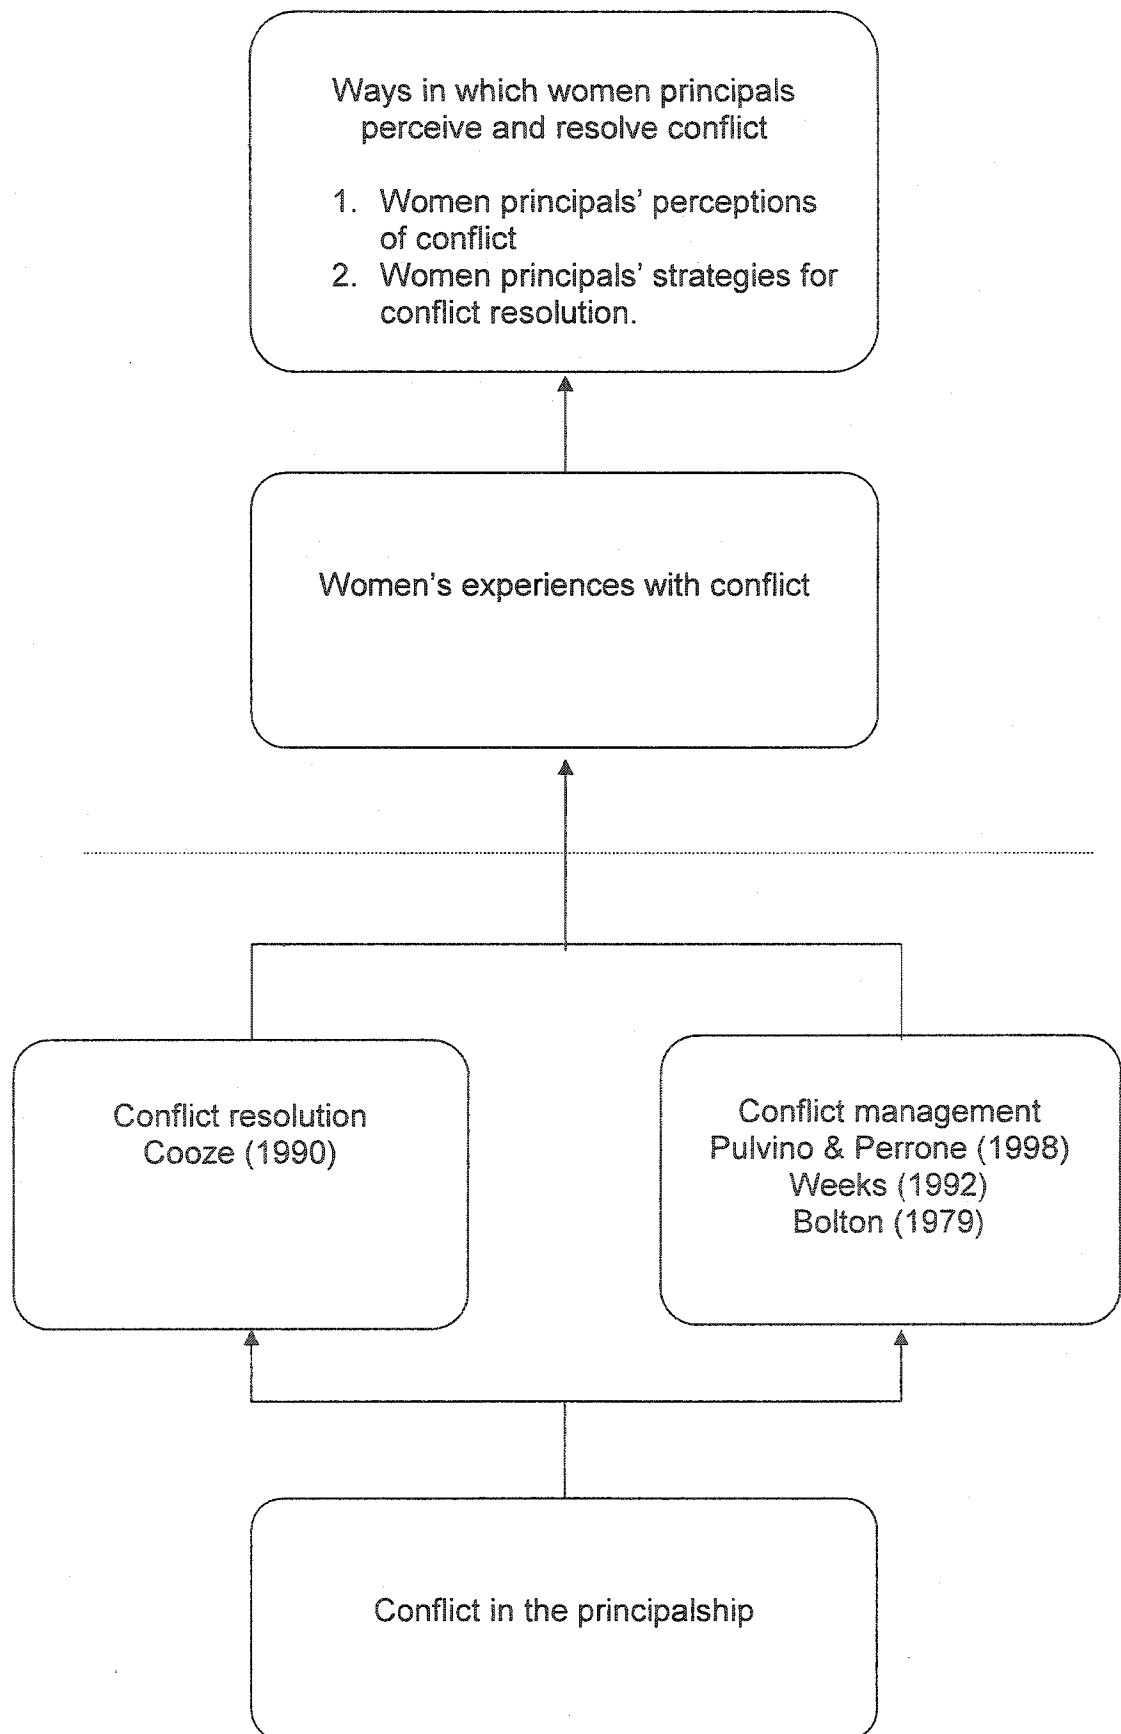 Ways in which women principals
perceive and resolve conflict
1. Women principals’ perceptions
of conflict
2. Women principals’ strategies for
conflict resolution.
Women’s experiences with conflict
Conflict resolution
Cooze (1990)
Conflict management
Pulvino & Perrone (1998)
Weeks (1992)
Bolton (1979)
Conflict in the principalship